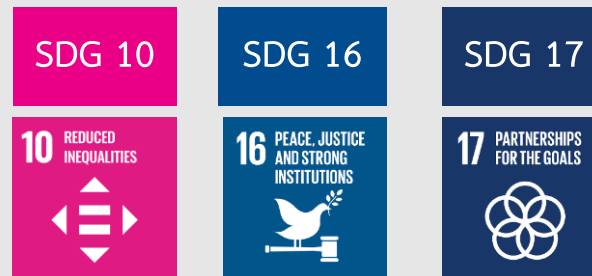 SDG 10
SDG 16
SDG 17
10 REDUCED
INEQUALITIES
16 PEACE, JUSTICE
AND STRONG
INSTITUTIONS
17 PARTNERSHIPS
FOR THE GOALS